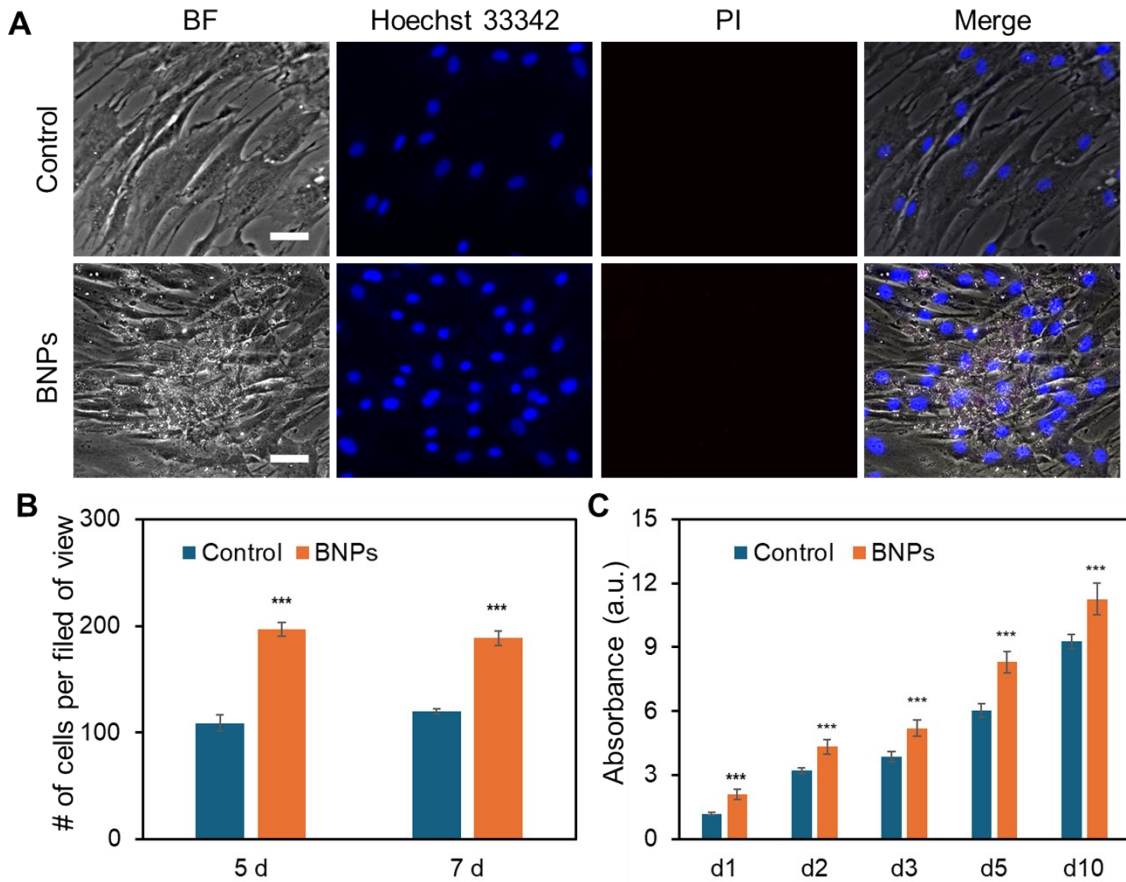 A
BF
Hoechst 33342
PI
Merge
Control
BNPs
B
# of cells per filed of view
300
200
100
0
Control
BNPs
***
***
5 d
7 d
C
Absorbance (a.u.)
15
12
9
6
3
0
Control
BNPs
***
***
***
***
***
d1
d2
d3
d5
d10